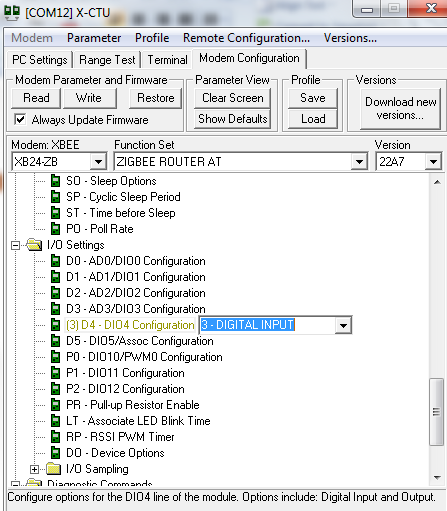 [COM12] X-CTU
Modem Parameter Profile Remote Configuration... Versions...
PC Settings Range Test Terminal Modem Configuration
Modem Parameter and Firmware Parameter View Profile Versions
Read Write Restore Clear Screen Save Download new versions...
Always Update Firmware Show Defaults Load
Modem: XBEE Function Set Version
XB24-ZB ZIGBEE ROUTER AT 22A7
SO - Sleep Options
SP - Cyclic Sleep Period
ST - Time before Sleep
PO - Poll Rate
I/O Settings
D0 - AD0/DIO0 Configuration
D1 - AD1/DIO1 Configuration
D2 - AD2/DIO2 Configuration
D3 - AD3/DIO3 Configuration
(3) D4 - DIO4 Configuration 3 - DIGITAL INPUT
D5 - DIO5/Assoc Configuration
P0 - DIO10/PWM0 Configuration
P1 - DIO11 Configuration
P2 - DIO12 Configuration
PR - Pull-up Resistor Enable
LT - Associate LED Blink Time
RP - RSSI PWM Timer
DO - Device Options
I/O Sampling
Diagnostic Commands
Configure options for the DIO4 line of the module. Options include: Digital Input and Output.